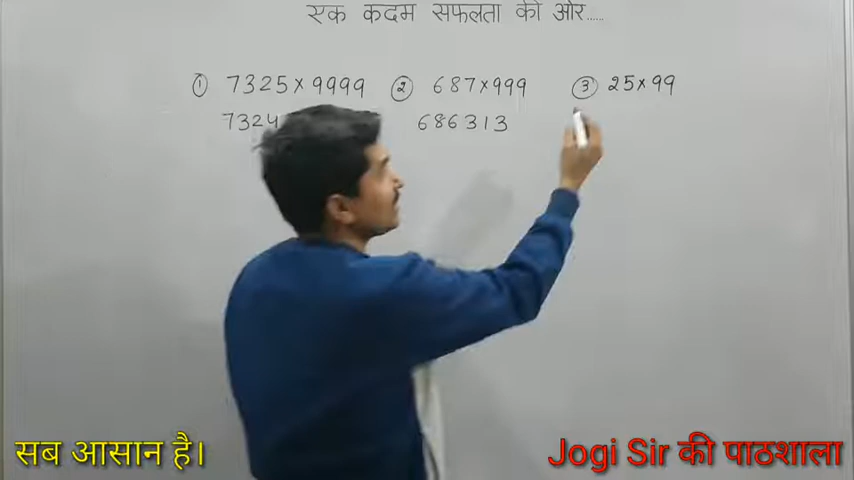 एक कदम सफलता की ओर......
① 7325×9999 ② 687×999 ③ 25×99
7324 686313
सब आसान है।
Jogi Sir की पाठशाला